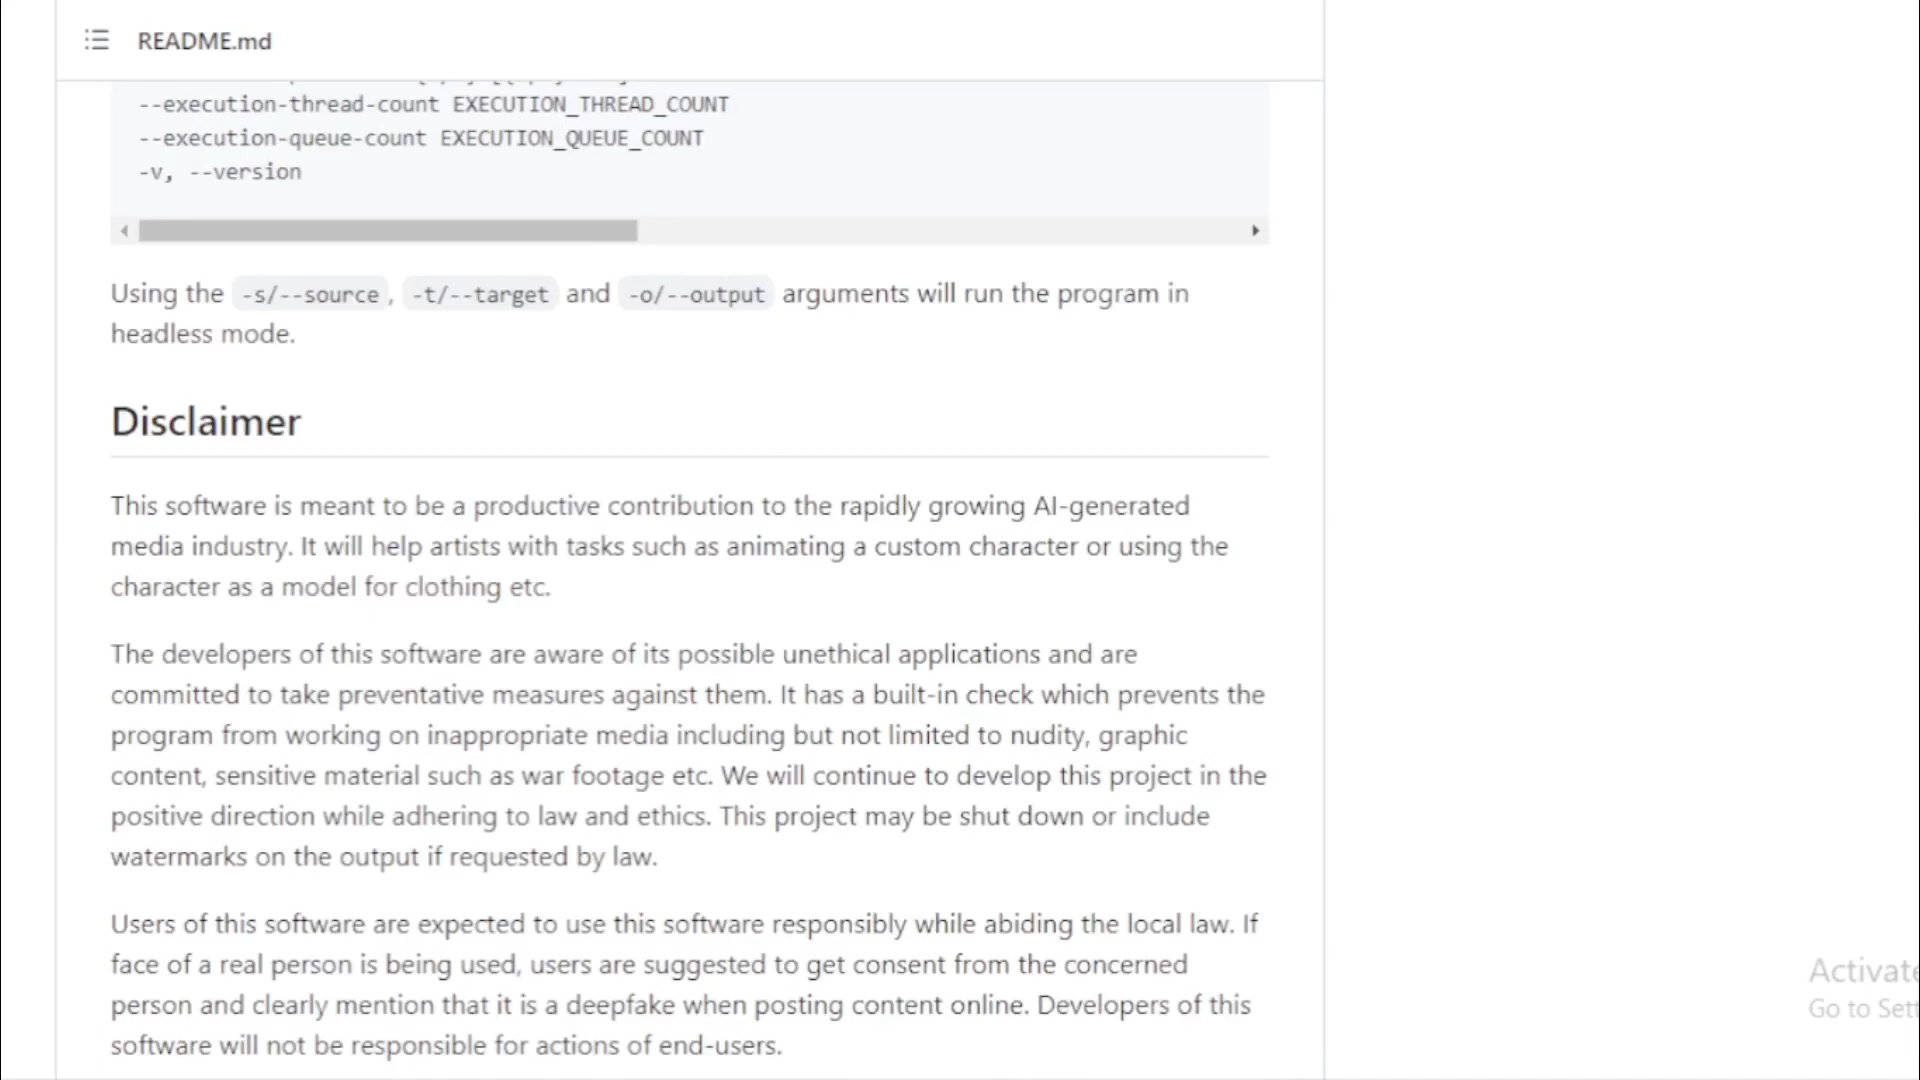 README.md
--execution-thread-count EXECUTION_THREAD_COUNT
--execution-queue-count EXECUTION_QUEUE_COUNT
-v, --version
Using the -s/--source, -t/--target and -o/--output arguments will run the program in
headless mode.
Disclaimer
This software is meant to be a productive contribution to the rapidly growing AI-generated
media industry. It will help artists with tasks such as animating a custom character or using the
character as a model for clothing etc.
The developers of this software are aware of its possible unethical applications and are
committed to take preventative measures against them. It has a built-in check which prevents the
program from working on inappropriate media including but not limited to nudity, graphic
content, sensitive material such as war footage etc. We will continue to develop this project in the
positive direction while adhering to law and ethics. This project may be shut down or include
watermarks on the output if requested by law.
Users of this software are expected to use this software responsibly while abiding the local law. If
face of a real person is being used, users are suggested to get consent from the concerned
person and clearly mention that it is a deepfake when posting content online. Developers of this
software will not be responsible for actions of end-users.
Activate
Go to Sett